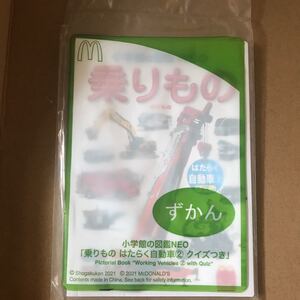 乗りもの
はたらく
自動車
ずかん
小学館の図鑑NEO
「乗りもの はたらく自動車② クイズつき」
Pictorial Book "Working Vehicles ② with Quiz"
© Shogakukan 2021 © 2021 McDONALD'S
Contents made in China. See back for safety information.